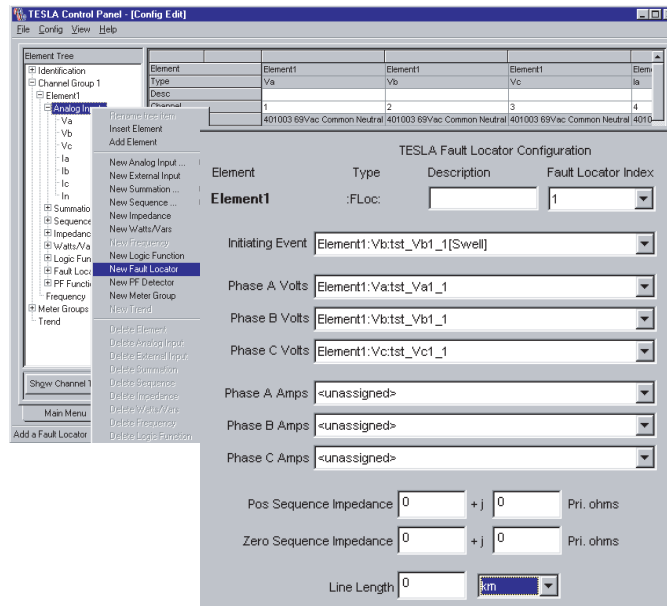 TESLA Control Panel - [Config Edit]
File Config View Help
Element Tree
Identification
Channel Group 1
Element1
Analog Inputs
Va
Vb
Vc
Ia
Ib
Ic
In
Summatio
Sequence
Impedanc
Watts/Va
Logic Fun
Fault Loca
PF Functi
Frequency
Meter Groups
Trend
Show Channel T
Main Menu
Add a Fault Locator
Element Element1 Element1 Element1 Elem
Type Va Vb Vc Ia
Desc
Channel 1 2 3 4
401003 69Vac Common Neutral 401003 69Vac Common Neutral 401003 69Vac Common Neutral 4010
Rename tree item
Insert Element
Add Element
New Analog Input ...
New External Input
New Summation ...
New Sequence ...
New Impedance
New Watts/Vars
New Frequency
New Logic Function
New Fault Locator
New PF Detector
New Meter Group
New Trend
Delete Element
Delete Analog Input
Delete External Input
Delete Summation
Delete Sequence
Delete Impedance
Delete Watts/Vars
Delete Frequency
Delete Logic Function
TESLA Fault Locator Configuration
Element Type Description Fault Locator Index
Element1 :FLoc: 1
Initiating Event Element1:Vb:tst_Vb1_1[Swell]
Phase A Volts Element1:Va:tst_Va1_1
Phase B Volts Element1:Vb:tst_Vb1_1
Phase C Volts Element1:Vc:tst_Vc1_1
Phase A Amps <unassigned>
Phase B Amps <unassigned>
Phase C Amps <unassigned>
Pos Sequence Impedance 0 + j 0 Pri. ohms
Zero Sequence Impedance 0 + j 0 Pri. ohms
Line Length 0 km